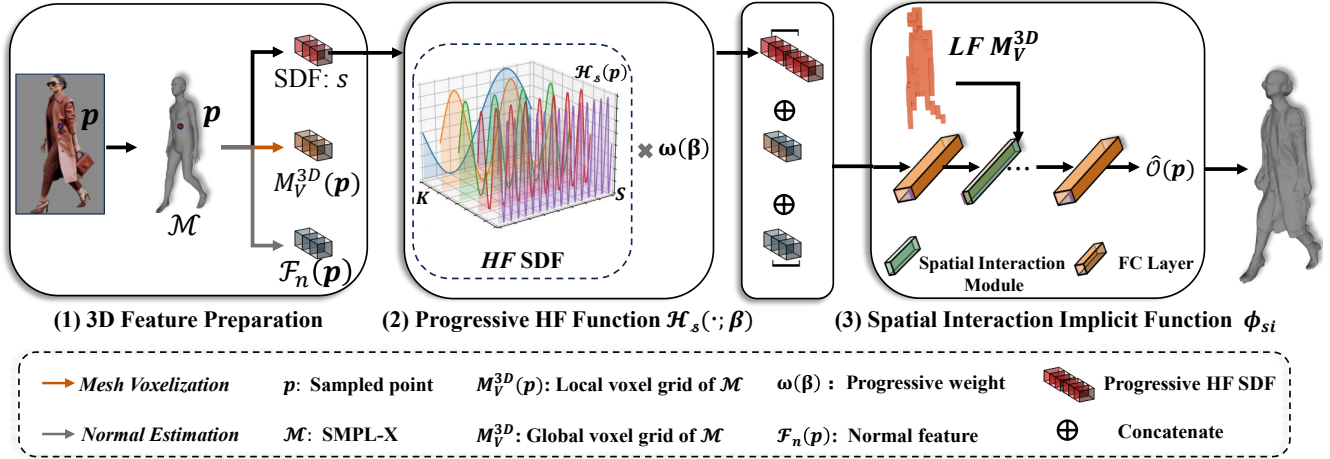 p
p
ℳ
SDF: s
M_V^{3D}(p)
ℱ_n(p)
(1) 3D Feature Preparation
ℋ_s(p)
K
S
HF SDF
× ω(β)
(2) Progressive HF Function ℋ_s(·; β)
⊕
⊕
LF M_V^{3D}
...
𝒪̂(p)
Spatial Interaction
Module
FC Layer
(3) Spatial Interaction Implicit Function ϕ_{si}
Mesh Voxelization
p: Sampled point
M_V^{3D}(p): Local voxel grid of ℳ
ω(β) : Progressive weight
Progressive HF SDF
Normal Estimation
ℳ: SMPL-X
M_V^{3D}: Global voxel grid of ℳ
ℱ_n(p): Normal feature
⊕ Concatenate